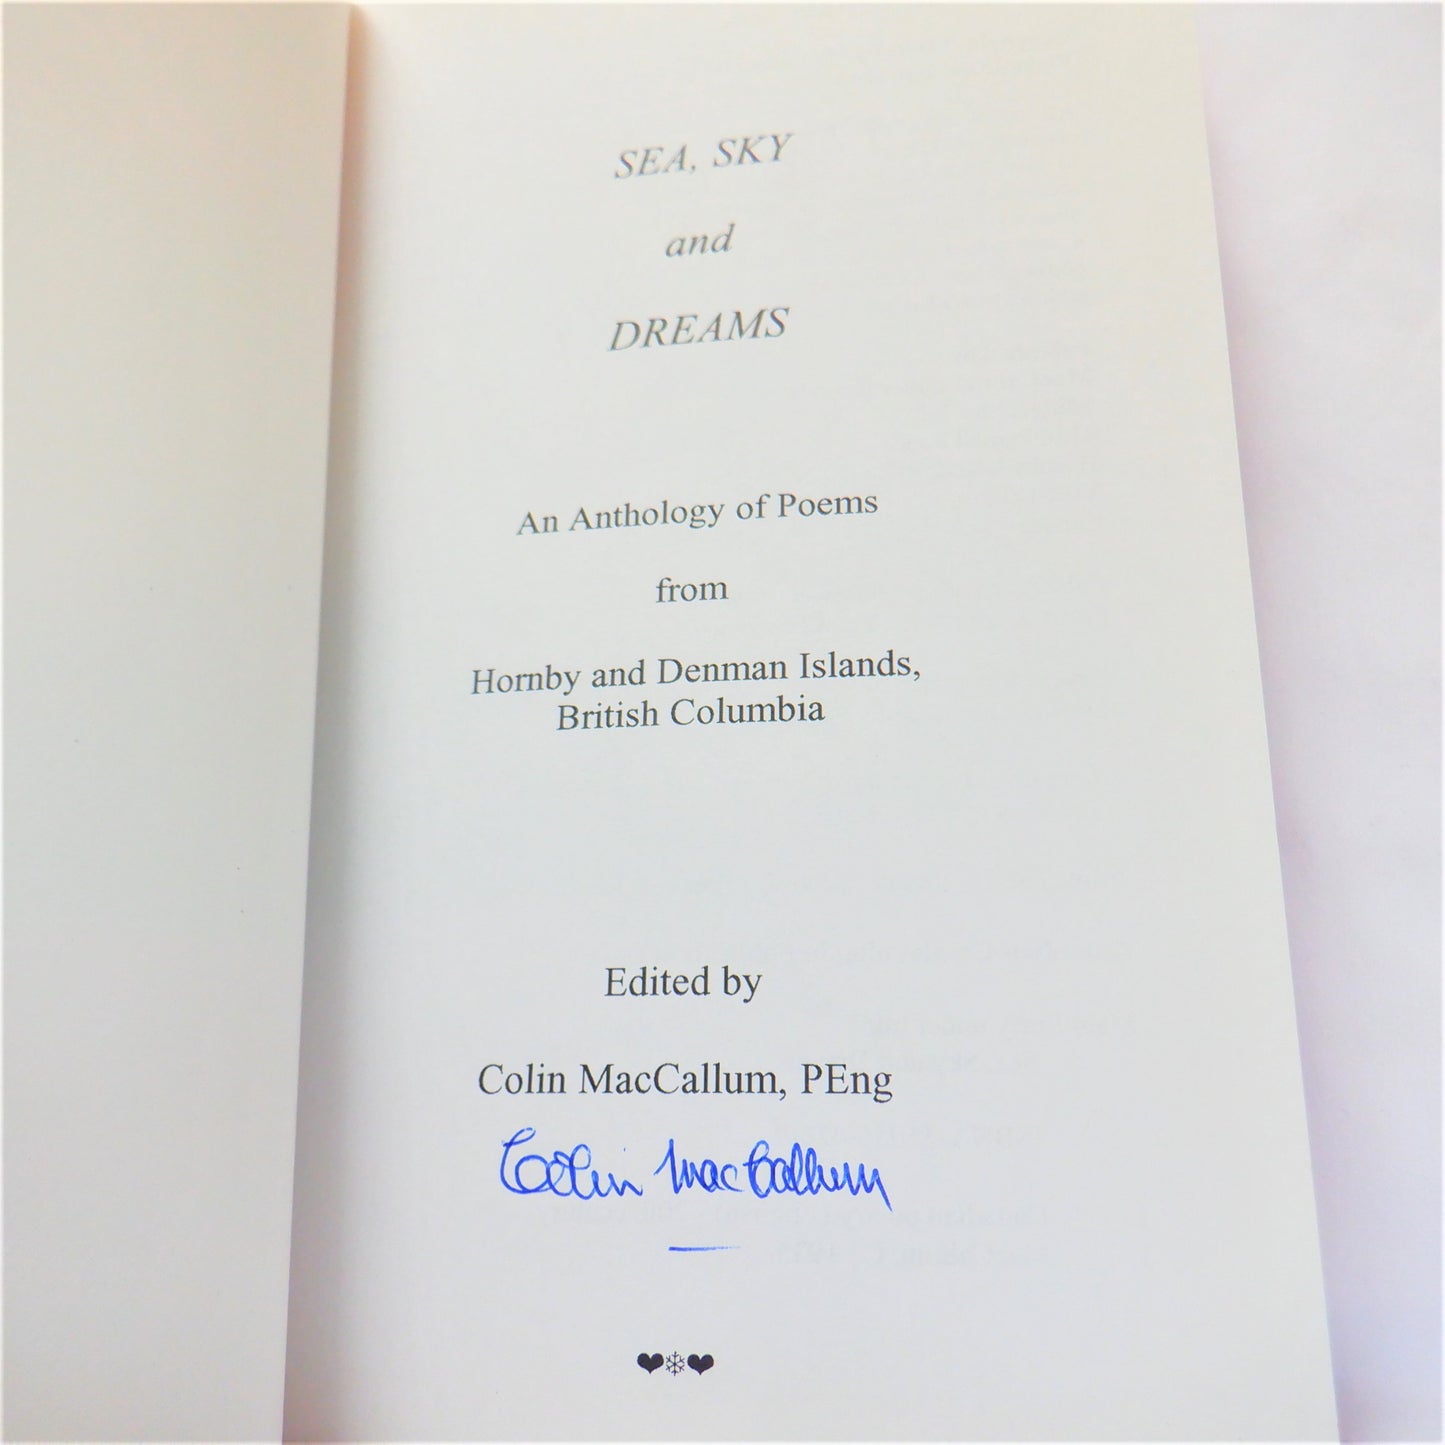 SEA, SKY
and
DREAMS
An Anthology of Poems
from
Hornby and Denman Islands,
British Columbia
Edited by
Colin MacCallum, PEng
Colin MacCallum
❤❄❤